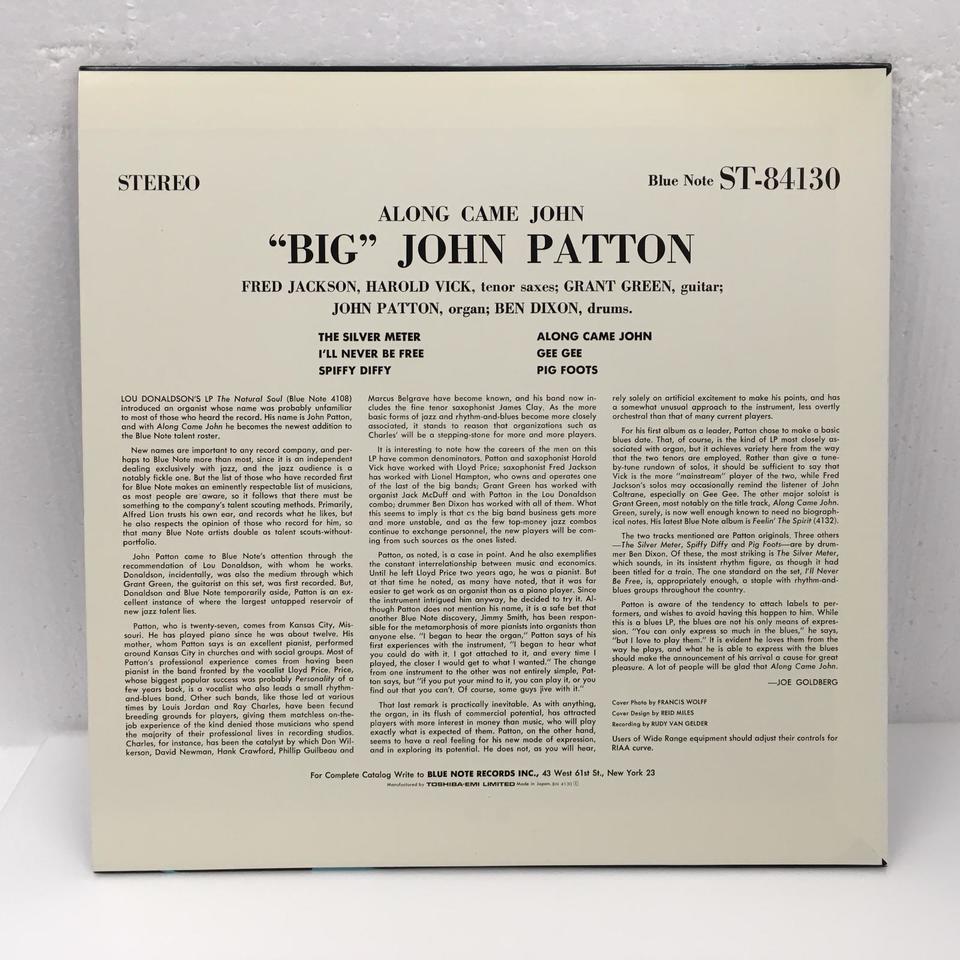 STEREO
Blue Note ST-84130
ALONG CAME JOHN
“BIG” JOHN PATTON
FRED JACKSON, HAROLD VICK, tenor saxes; GRANT GREEN, guitar;
JOHN PATTON, organ; BEN DIXON, drums.
THE SILVER METER
I'LL NEVER BE FREE
SPIFFY DIFFY
ALONG CAME JOHN
GEE GEE
PIG FOOTS
LOU DONALDSON'S LP The Natural Soul (Blue Note 4108)
introduced an organist whose name was probably unfamiliar
to most of those who heard the record. His name is John Patton,
and with Along Came John he becomes the newest addition to
the Blue Note talent roster.
New names are important to any record company, and per-
haps to Blue Note more than most, since it is an independent
dealing exclusively with jazz, and the jazz audience is a
notably fickle one. But the list of those who have recorded first
for Blue Note makes an eminently respectable list of musicians,
as most people are aware, so it follows that there must be
something to the company's talent scouting methods. Primarily,
Alfred Lion trusts his own ear, and records what he likes, but
he also respects the opinion of those who record for him, so
that many Blue Note artists double as talent scouts-without-
portfolio.
John Patton came to Blue Note's attention through the
recommendation of Lou Donaldson, with whom he works.
Donaldson, incidentally, was also the medium through which
Grant Green, the guitarist on this set, was first recorded. But,
Donaldson and Blue Note temporarily aside, Patton is an ex-
cellent instance of where the largest untapped reservoir of
new jazz talent lies.
Patton, who is twenty-seven, comes from Kansas City, Mis-
souri. He has played piano since he was about twelve. His
mother, whom Patton says is an excellent pianist, performed
around Kansas City in churches and with social groups. Most of
Patton's professional experience comes from having been
pianist in the band fronted by the vocalist Lloyd Price. Price,
whose biggest popular success was probably Personality of a
few years back, is a vocalist who also leads a small rhythm-
and-blues band. Other such bands, like those led at various
times by Louis Jordan and Ray Charles, have been fecund
breeding grounds for players, giving them matchless on-the-
job experience of the kind denied those musicians who spend
the majority of their professional lives in recording studios.
Charles, for instance, has been the catalyst by which Don Wil-
kerson, David Newman, Hank Crawford, Phillip Guilbeau and
Marcus Belgrave have become known, and his band now in-
cludes the fine tenor saxophonist James Clay. As the more
basic forms of jazz and rhythm-and-blues become more closely
associated, it stands to reason that organizations such as
Charles' will be a stepping-stone for more and more players.
It is interesting to note how the careers of the men on this
LP have common denominators. Patton and saxophonist Harold
Vick have worked with Lloyd Price; saxophonist Fred Jackson
has worked with Lionel Hampton, who owns and operates one
of the last of the big bands; Grant Green has worked with
organist Jack McDuff and with Patton in the Lou Donaldson
combo; drummer Ben Dixon has worked with all of them. What
this seems to imply is that as the big band business gets more
and more unstable, and as the few top-money jazz combos
continue to exchange personnel, the new players will be com-
ing from such sources as the ones listed.
Patton, as noted, is a case in point. And he also exemplifies
the constant interrelationship between music and economics.
Until he left Lloyd Price two years ago, he was a pianist. But
at that time he noted, as many have noted, that it was far
easier to get work as an organist than as a piano player. Since
the instrument intrigued him anyway, he decided to try it. Al-
though Patton does not mention his name, it is a safe bet that
another Blue Note discovery, Jimmy Smith, has been respon-
sible for the metamorphosis of more pianists into organists than
anyone else. "I began to hear the organ," Patton says of his
first experiences with the instrument, "I began to hear what
you could do with it. I got attached to it, and every time I
played, the closer I would get to what I wanted." The change
from one instrument to the other was not entirely simple, Pat-
ton says, but "if you put your mind to it, you can play it, or you
find out that you can't. Of course, some guys jive with it."
That last remark is practically inevitable. As with anything,
the organ, in its flush of commercial potential, has attracted
players with more interest in money than music, who will play
exactly what is expected of them. Patton, on the other hand,
seems to have a real feeling for his new mode of expression,
and in exploring its potential. He does not, as you will hear,
rely solely on artificial excitement to make his points, and has
a somewhat unusual approach to the instrument, less overtly
orchestral than that of many current players.
For his first album as a leader, Patton chose to make a basic
blues date. That, of course, is the kind of LP most closely as-
sociated with organ, but it achieves variety here from the way
that the two tenors are employed. Rather than give a tune-
by-tune rundown of solos, it should be sufficient to say that
Vick is the more "mainstream" player of the two, while Fred
Jackson's solos may occasionally remind the listener of John
Coltrane, especially on Gee Gee. The other major soloist is
Grant Green, most notably on the title track, Along Came John.
Green, surely, is now well enough known to need no biograph-
ical notes. His latest Blue Note album is Feelin' The Spirit (4132).
The two tracks mentioned are Patton originals. Three others
—The Silver Meter, Spiffy Diffy and Pig Foots—are by drum-
mer Ben Dixon. Of these, the most striking is The Silver Meter,
which sounds, in its insistent rhythm figure, as though it had
been titled for a train. The one standard on the set, I'll Never
Be Free, is, appropriately enough, a staple with rhythm-and-
blues groups throughout the country.
Patton is aware of the tendency to attach labels to per-
formers, and wishes to avoid having this happen to him. While
this is a blues LP, the blues are not his only means of expres-
sion. "You can only express so much in the blues," he says,
"but I love to play them." It is evident he loves them from the
way he plays, and what he is able to express with the blues
should make the announcement of his arrival a cause for great
pleasure. A lot of people will be glad that Along Came John.
—JOE GOLDBERG
Cover Photo by FRANCIS WOLFF
Cover Design by REID MILES
Recording by RUDY VAN GELDER
Users of Wide Range equipment should adjust their controls for
RIAA curve.
For Complete Catalog Write to BLUE NOTE RECORDS INC., 43 West 61st St., New York 23
Manufactured by TOSHIBA-EMI LIMITED Made in Japan. BN 4130 Ⓔ